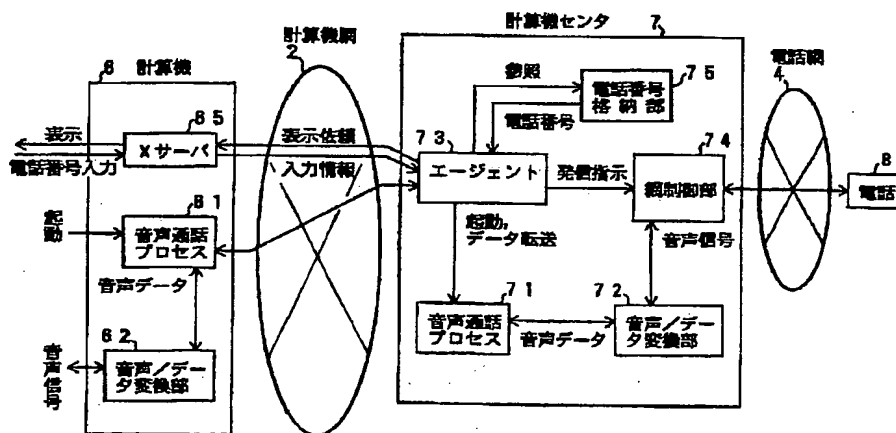 6 計算機
表示
電話番号入力
65
Xサーバ
起動
61
音声通話
プロセス
音声データ
62
音声信号
音声／デー
タ変換部
計算機網
2
表示依頼
入力情報
計算機センタ
7
参照
75
電話番号
格納部
電話番号
73
エージェント
発信指示
74
網制御部
起動,
データ転送
音声信号
71
音声通話
プロセス
音声データ
72
音声／デー
タ変換部
電話網
4
8
電話